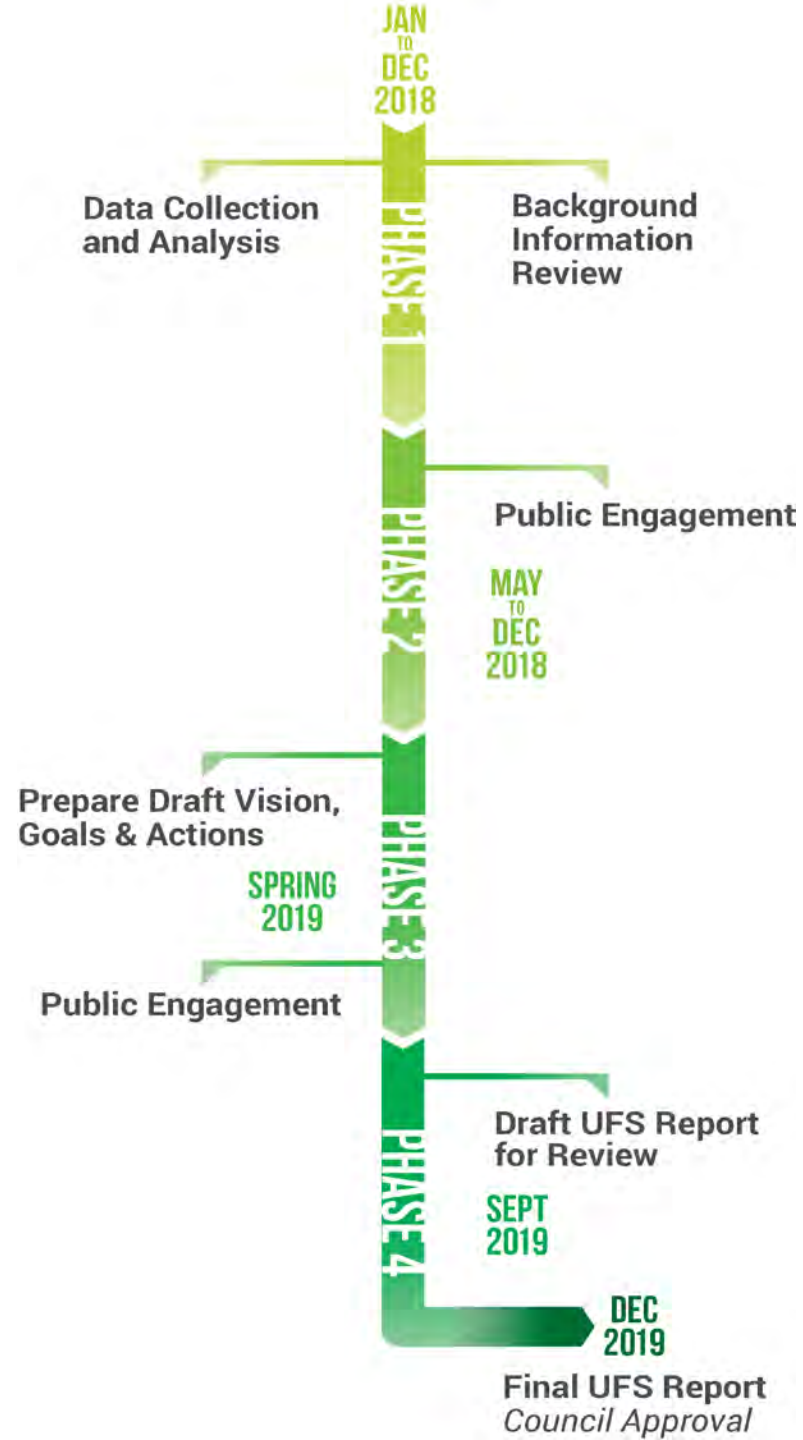 JAN
TO
DEC
2018
PHASE 1
Data Collection
and Analysis
Background
Information
Review
PHASE 2
Public Engagement
MAY
TO
DEC
2018
PHASE 3
Prepare Draft Vision,
Goals & Actions
SPRING
2019
Public Engagement
PHASE 4
Draft UFS Report
for Review
SEPT
2019
DEC
2019
Final UFS Report
Council Approval